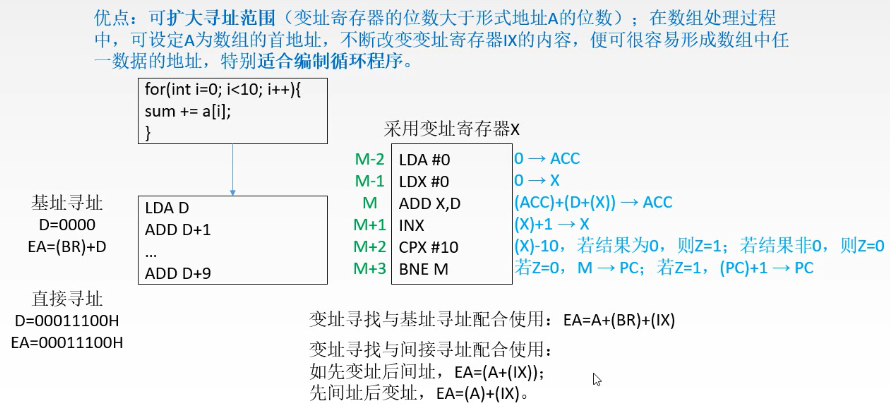 优点：可扩大寻址范围（变址寄存器的位数大于形式地址A的位数）；在数组处理过程
中，可设定A为数组的首地址，不断改变变址寄存器IX的内容，便可很容易形成数组中任
一数据的地址，特别适合编制循环程序。
for(int i=0; i<10; i++){
sum += a[i];
}
基址寻址
D=0000
EA=(BR)+D
LDA D
ADD D+1
...
ADD D+9
直接寻址
D=00011100H
EA=00011100H
采用变址寄存器X
M-2 LDA #0 0 → ACC
M-1 LDX #0 0 → X
M ADD X,D (ACC)+(D+(X)) → ACC
M+1 INX (X)+1 → X
M+2 CPX #10 (X)-10，若结果为0，则Z=1；若结果非0，则Z=0
M+3 BNE M 若Z=0，M → PC；若Z=1，(PC)+1 → PC
变址寻找与基址寻址配合使用：EA=A+(BR)+(IX)
变址寻找与间接寻址配合使用：
如先变址后间址，EA=(A+(IX))；
先间址后变址，EA=(A)+(IX)。